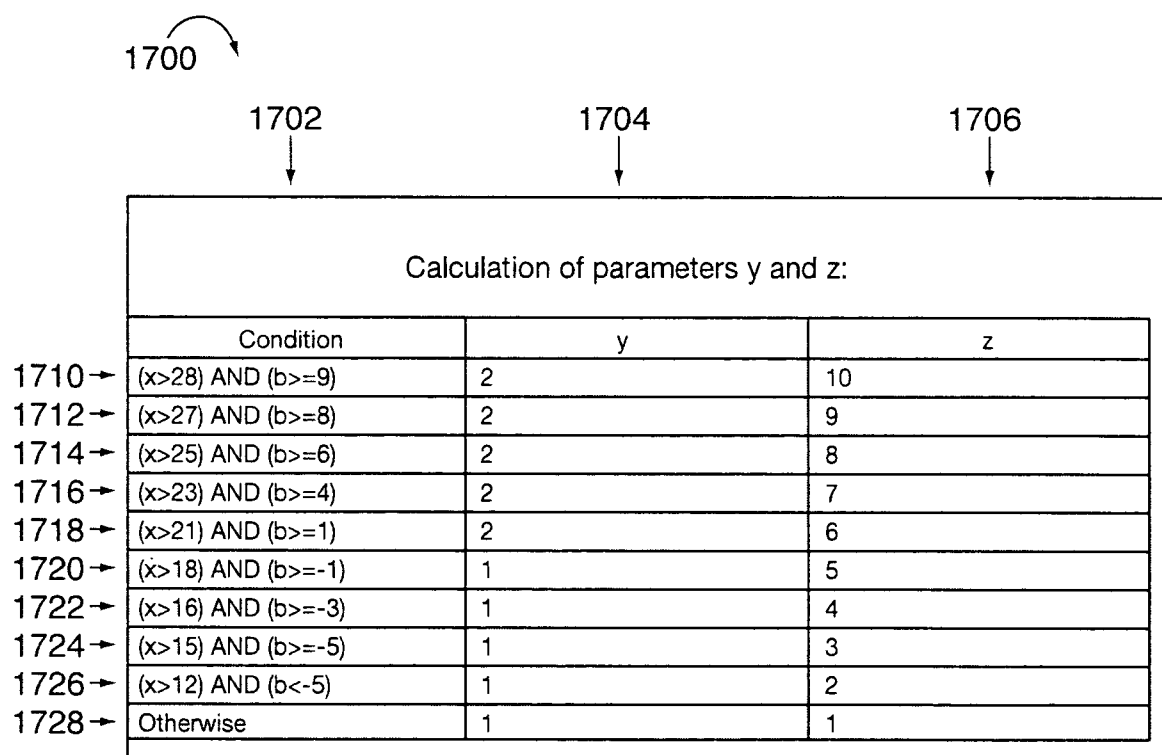 1700
1702 1704 1706
Calculation of parameters y and z:
Condition y z
1710 (x>28) AND (b>=9) 2 10
1712 (x>27) AND (b>=8) 2 9
1714 (x>25) AND (b>=6) 2 8
1716 (x>23) AND (b>=4) 2 7
1718 (x>21) AND (b>=1) 2 6
1720 (x>18) AND (b>=-1) 1 5
1722 (x>16) AND (b>=-3) 1 4
1724 (x>15) AND (b>=-5) 1 3
1726 (x>12) AND (b<-5) 1 2
1728 Otherwise 1 1